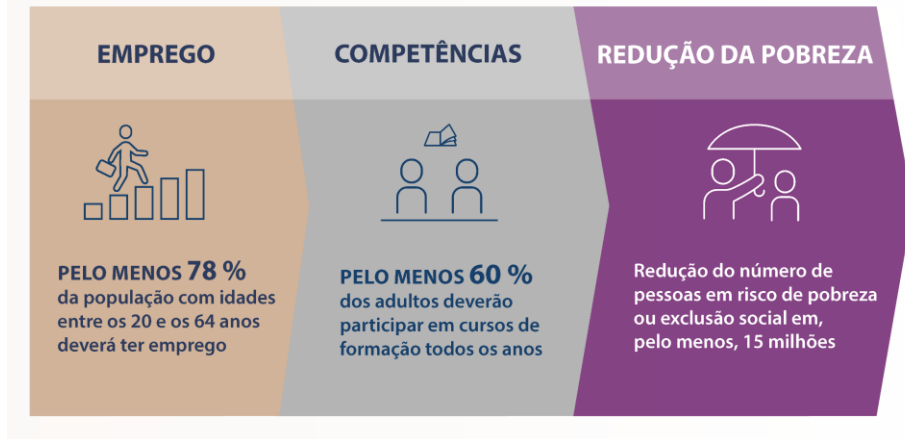 EMPREGO
COMPETÊNCIAS
REDUÇÃO DA POBREZA
PELO MENOS 78 %
da população com idades
entre os 20 e os 64 anos
deverá ter emprego
PELO MENOS 60 %
dos adultos deverão
participar em cursos de
formação todos os anos
Redução do número de
pessoas em risco de pobreza
ou exclusão social em,
pelo menos, 15 milhões